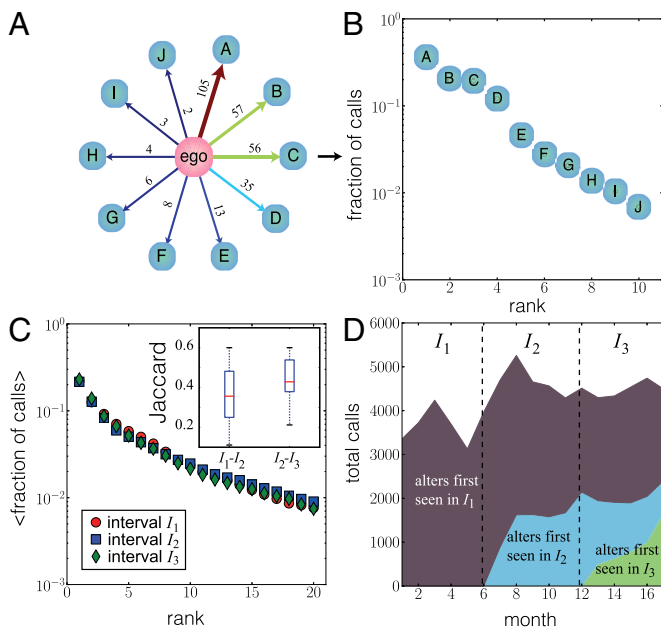 A
J
A
I
B
H
ego
C
G
D
F
E
105
57
56
35
13
8
6
4
3
2
B
fraction of calls
10^0
10^-1
10^-2
10^-3
A
B
C
D
E
F
G
H
I
J
0 2 4 6 8 10
rank
C
<fraction of calls>
10^0
10^-1
10^-2
10^-3
Jaccard
0.6
0.4
0.2
I1-I2 I2-I3
interval I1
interval I2
interval I3
0 5 10 15 20
rank
D
total calls
6000
5000
4000
3000
2000
1000
0
I1 I2 I3
alters first
seen in I1
alters first
seen in I2
alters first
seen in I3
2 4 6 8 10 12 14 16
month